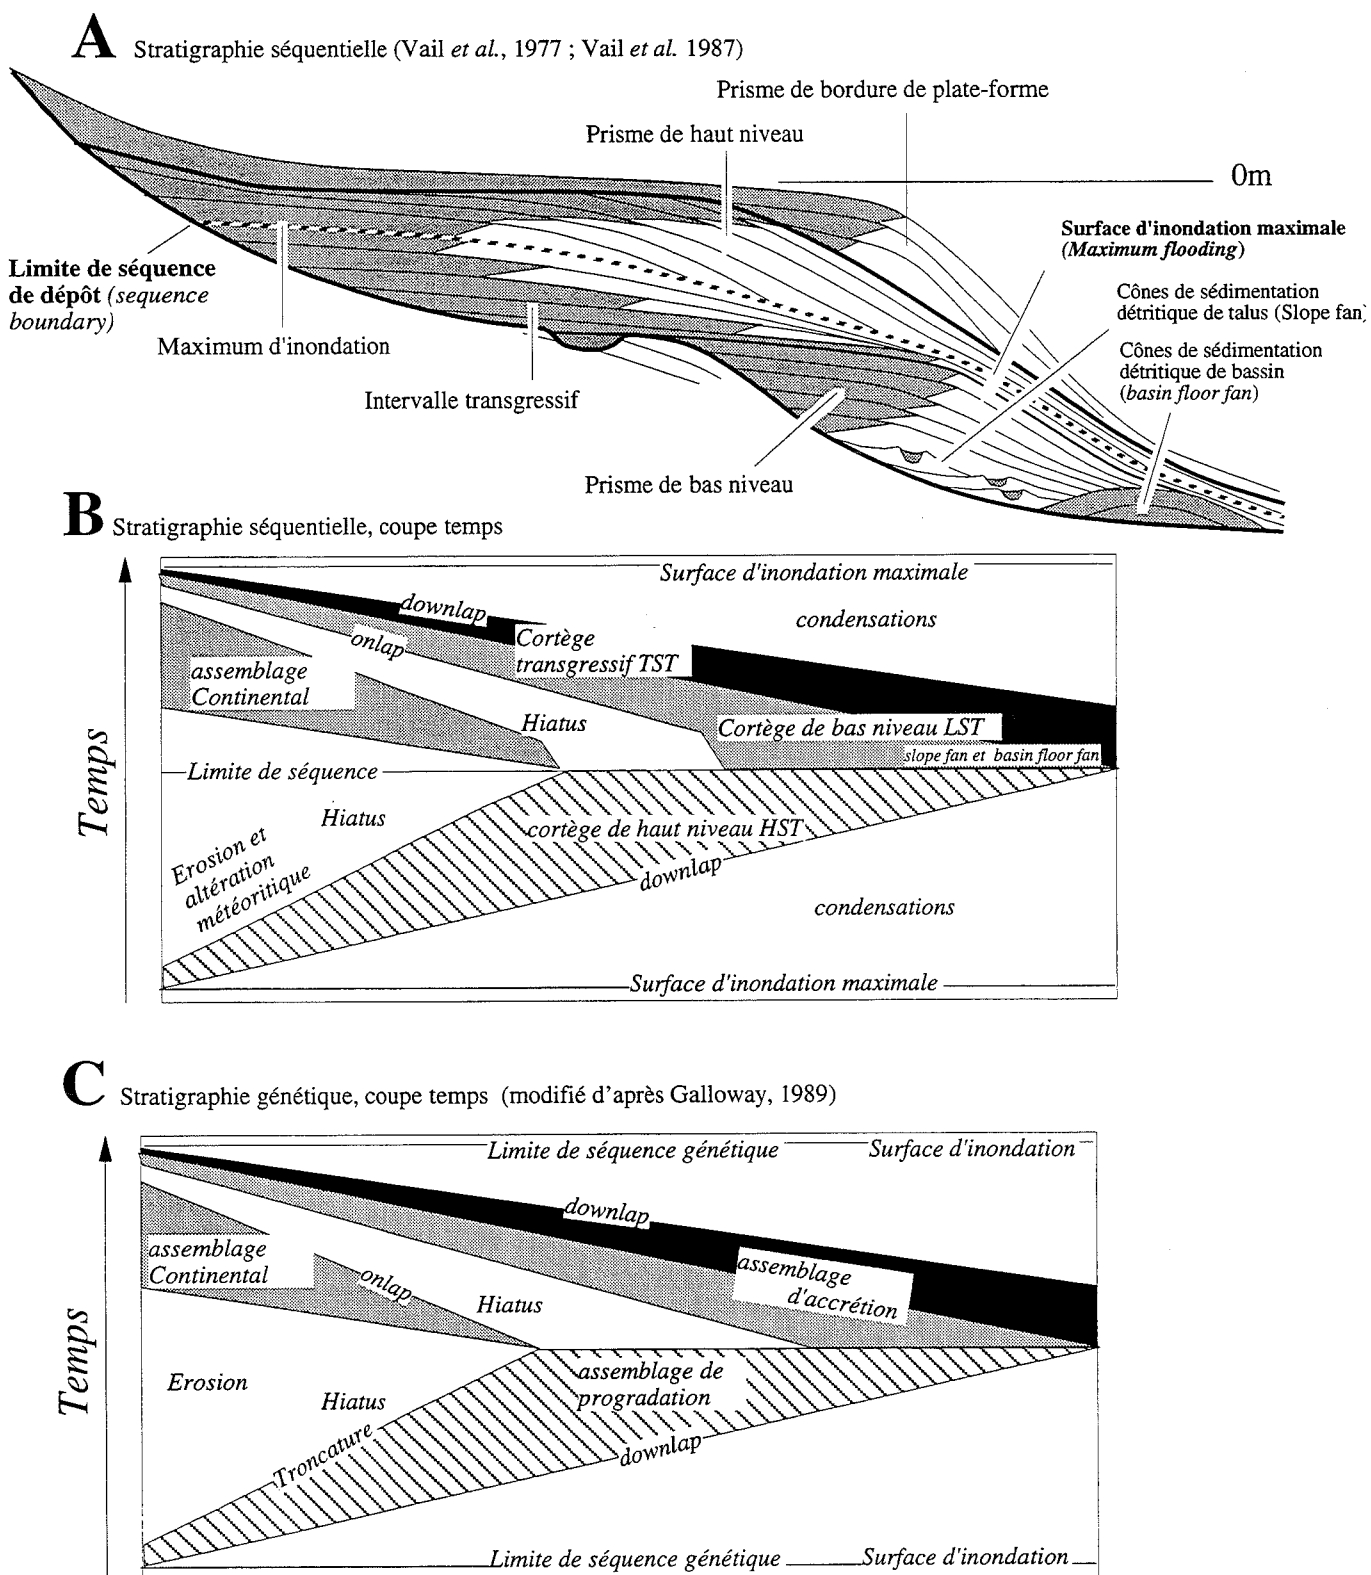 A Stratigraphie séquentielle (Vail et al., 1977 ; Vail et al. 1987)
Prisme de bordure de plate-forme
Prisme de haut niveau
0m
Surface d'inondation maximale
(Maximum flooding)
Limite de séquence
de dépôt (sequence
boundary)
Cônes de sédimentation
détritique de talus (Slope fan)
Maximum d'inondation
Cônes de sédimentation
détritique de bassin
(basin floor fan)
Intervalle transgressif
Prisme de bas niveau
B Stratigraphie séquentielle, coupe temps
Temps
Surface d'inondation maximale
downlap
condensations
onlap
Cortège
transgressif TST
assemblage
Continental
Hiatus
Cortège de bas niveau LST
slope fan et basin floor fan
Limite de séquence
Hiatus
cortège de haut niveau HST
Erosion et
altération
météoritique
downlap
condensations
Surface d'inondation maximale
C Stratigraphie génétique, coupe temps (modifié d'après Galloway, 1989)
Temps
Limite de séquence génétique
Surface d'inondation
downlap
assemblage
Continental
onlap
Hiatus
assemblage
d'accrétion
Erosion
Hiatus
assemblage de
progradation
Troncature
downlap
Limite de séquence génétique
Surface d'inondation